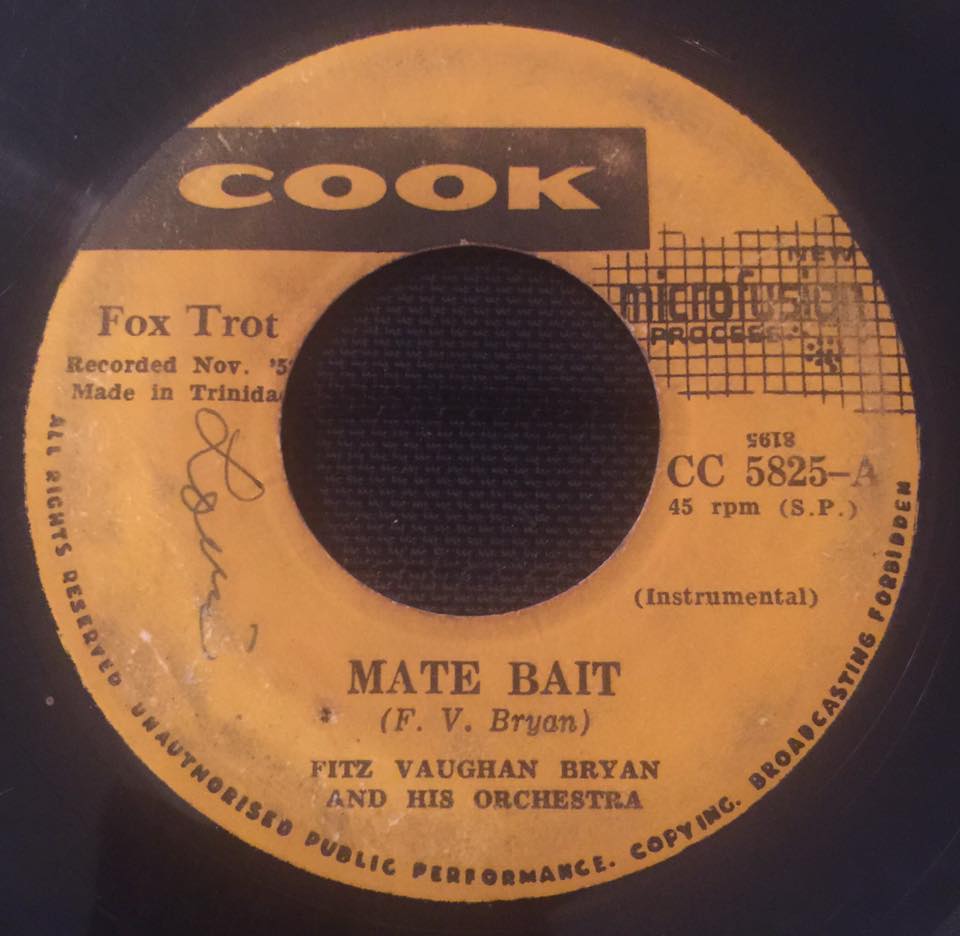 COOK
NEW
microfusion
PROCESS
Fox Trot
Recorded Nov. '5
Made in Trinida
8195
CC 5825-A
45 rpm (S.P.)
(Instrumental)
MATE BAIT
(F. V. Bryan)
FITZ VAUGHAN BRYAN
AND HIS ORCHESTRA
ALL RIGHTS RESERVED UNAUTHORISED PUBLIC PERFORMANCE. COPYING. BROADCASTING FORBIDDEN